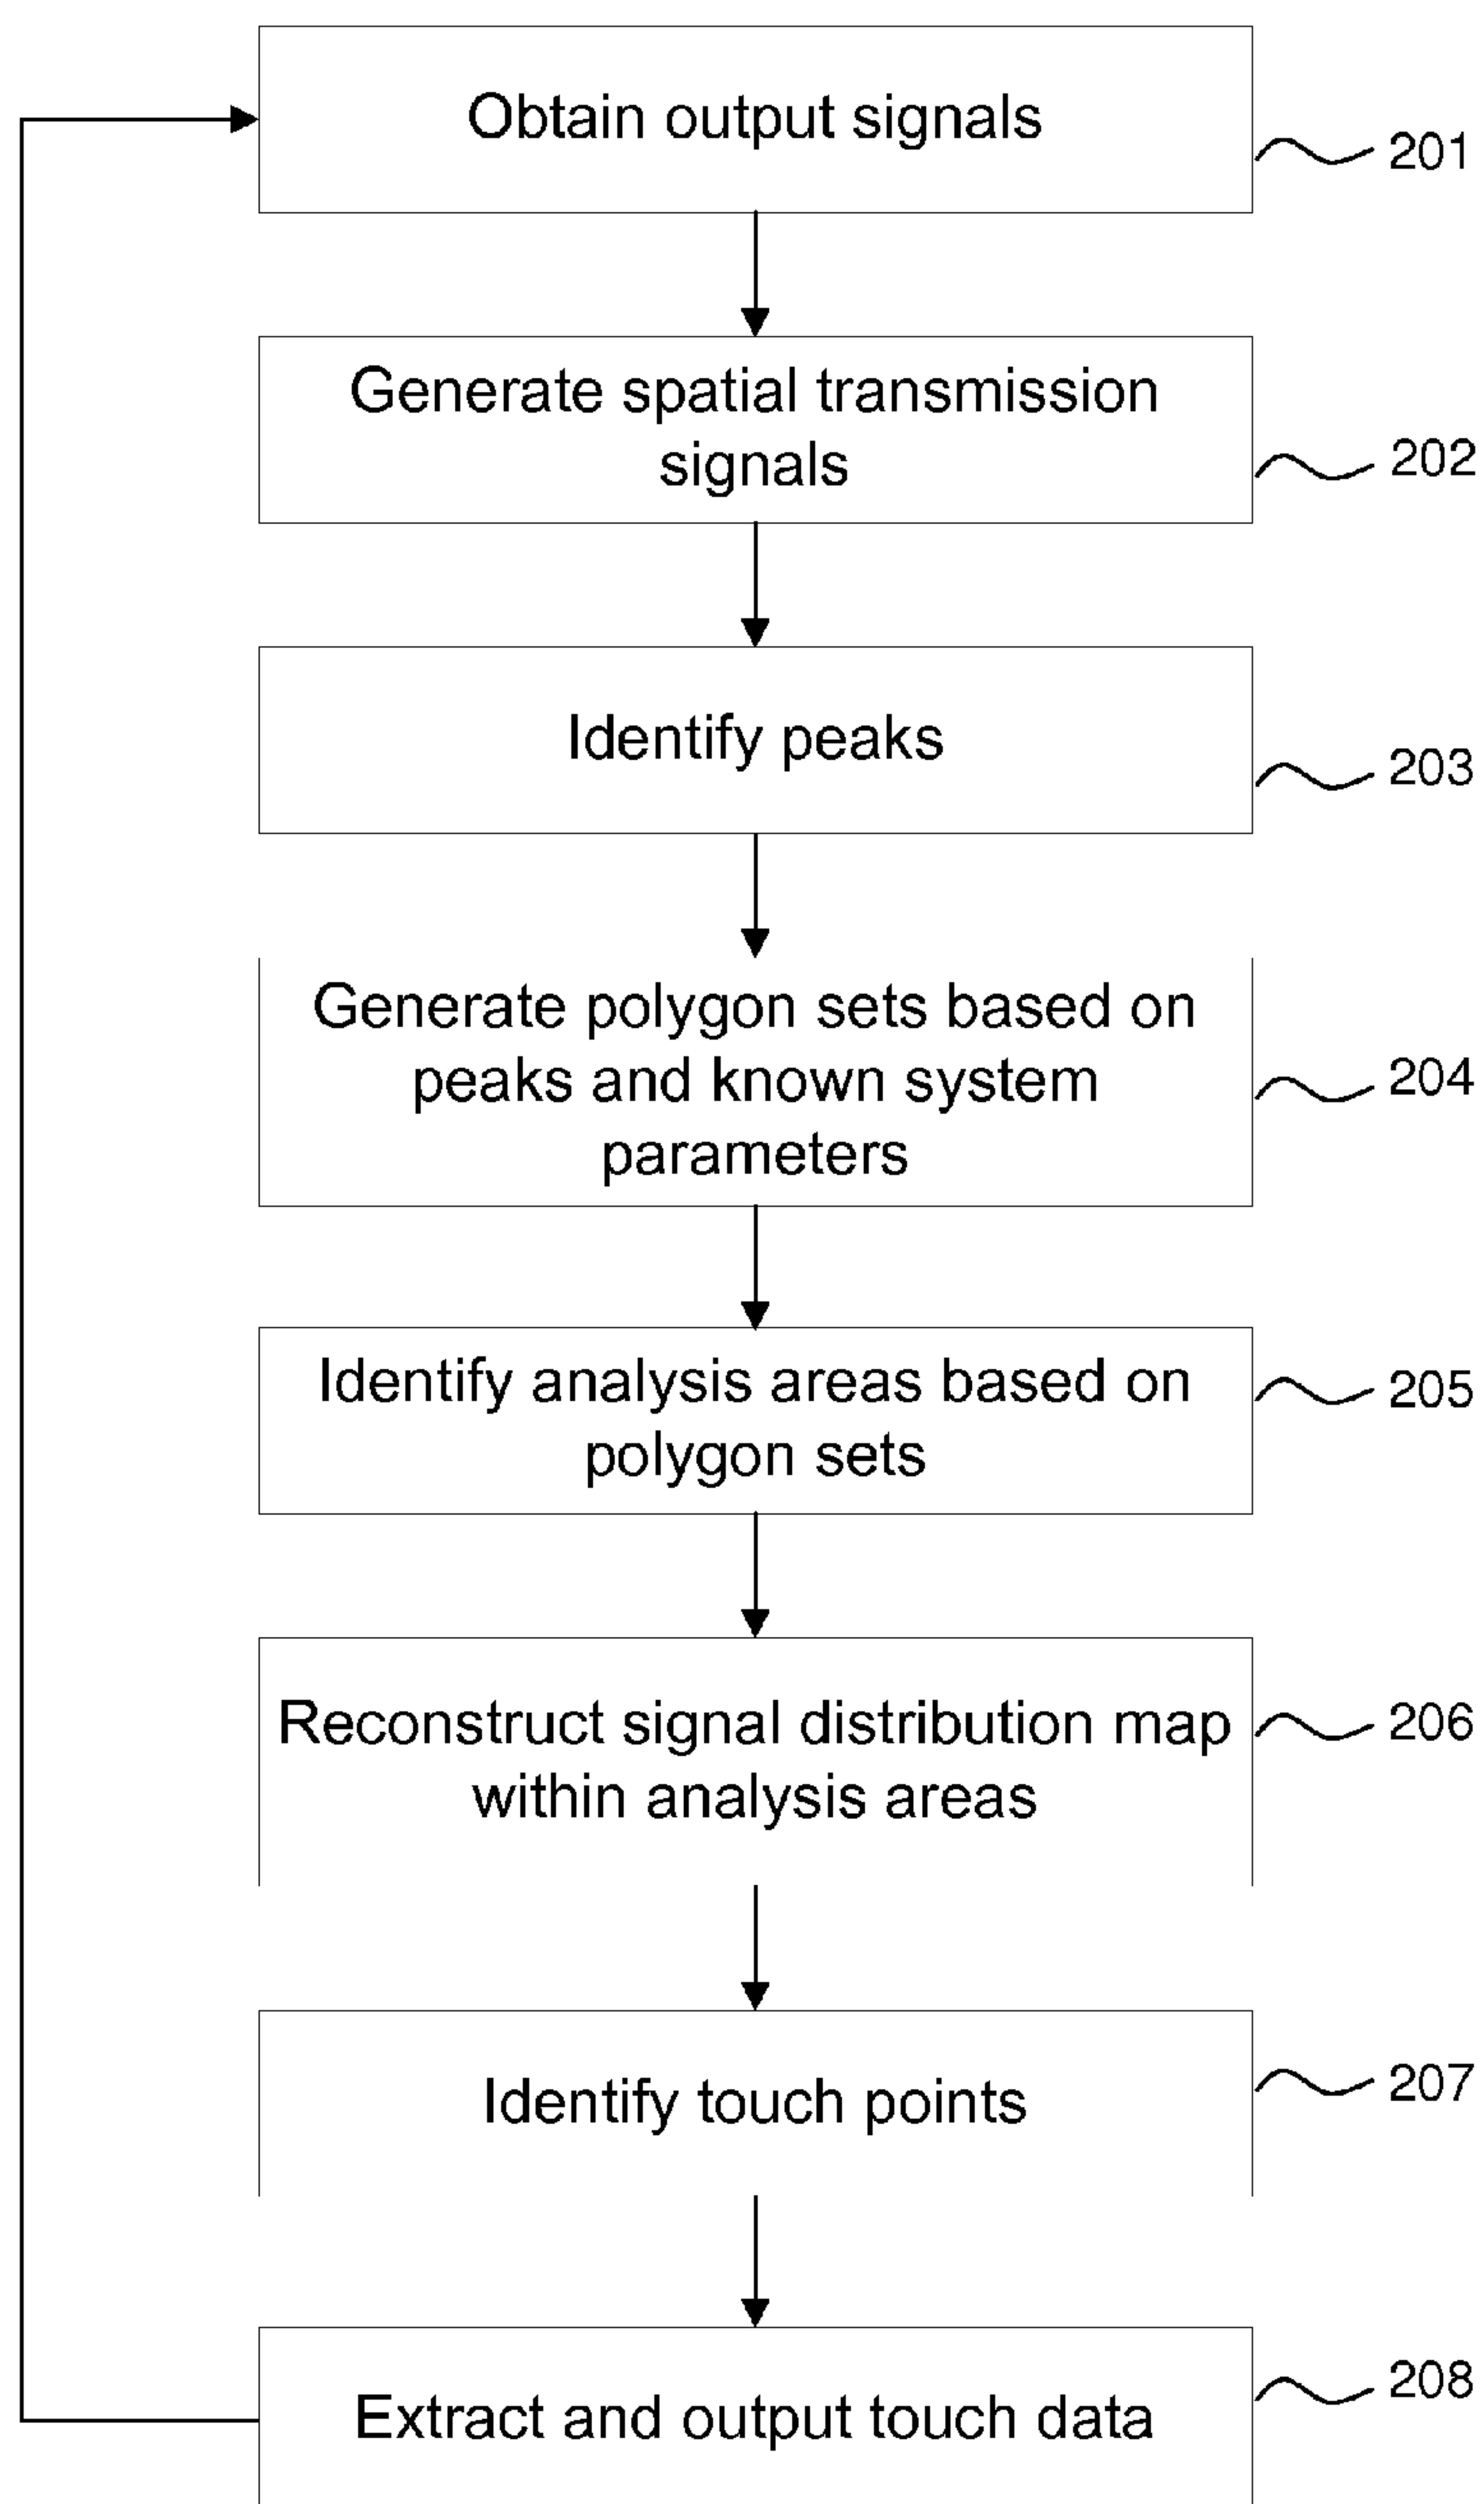 Obtain output signals
201
Generate spatial transmission
signals
202
Identify peaks
203
Generate polygon sets based on
peaks and known system
parameters
204
Identify analysis areas based on
polygon sets
205
Reconstruct signal distribution map
within analysis areas
206
Identify touch points
207
Extract and output touch data
208